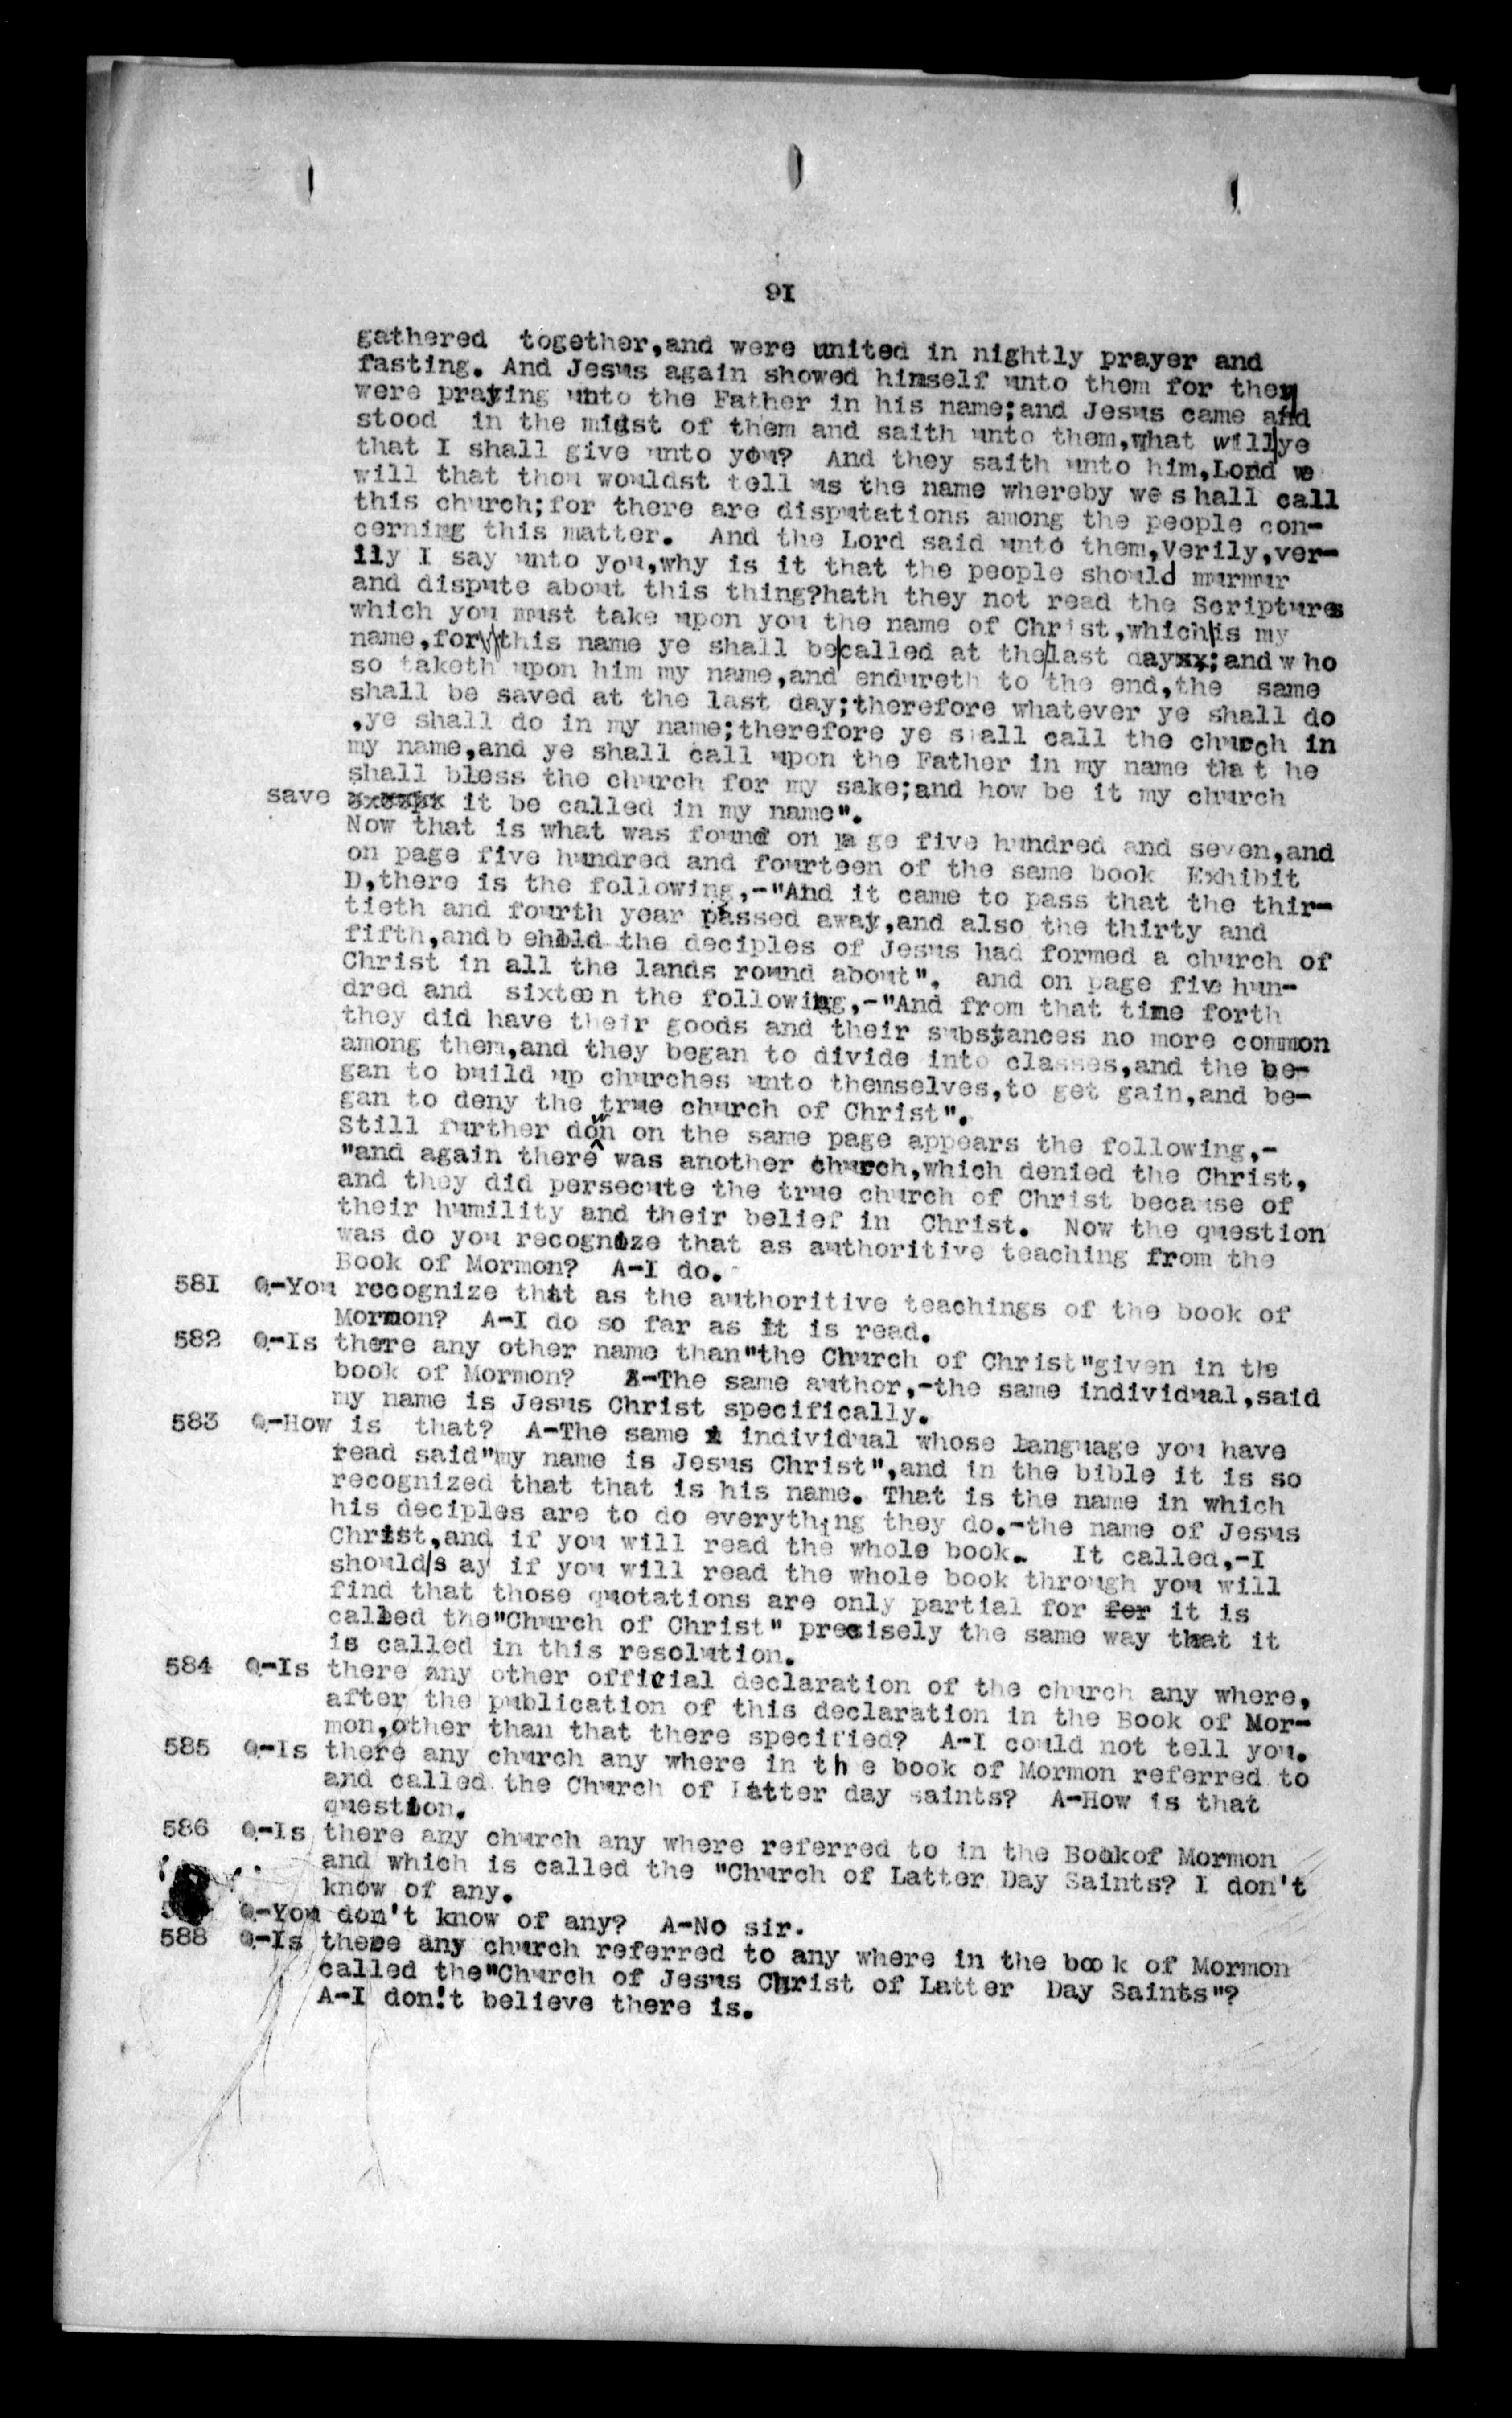 91
gathered together,and were united in nightly prayer and
fasting. And Jesus again showed himself unto them for they
were praying unto the Father in his name;and Jesus came and
stood in the midst of them and saith unto them,what will ye
that I shall give unto you? And they saith unto him,Lord we
will that thou wouldst tell us the name whereby we shall call
this church;for there are disputations among the people con-
cerning this matter. And the Lord said unto them,Verily,ver-
ily I say unto you,why is it that the people should murmur
and dispute about this thing?hath they not read the Scriptures
which you must take upon you the name of Christ,which is my
name,for this name ye shall be called at the last day;and who
so taketh upon him my name,and endureth to the end,the same
shall be saved at the last day;therefore whatever ye shall do
,ye shall do in my name;therefore ye shall call the church in
my name,and ye shall call upon the Father in my name that he
shall bless the church for my sake;and how be it my church
save it be called in my name".
Now that is what was found on page five hundred and seven,and
on page five hundred and fourteen of the same book Exhibit
D,there is the following,-"And it came to pass that the thir-
tieth and fourth year passed away,and also the thirty and
fifth,and behold the deciples of Jesus had formed a church of
Christ in all the lands round about". and on page five hun-
dred and sixteen the following,-"And from that time forth
they did have their goods and their substances no more common
among them,and they began to divide into classes,and the be-
gan to build up churches unto themselves,to get gain,and be-
gan to deny the true church of Christ".
Still further down on the same page appears the following,-
"and again there was another church,which denied the Christ,
and they did persecute the true church of Christ because of
their humility and their belief in Christ. Now the question
was do you recognize that as authoritive teaching from the
Book of Mormon? A-I do.
581 Q-You recognize that as the authoritive teachings of the book of
Mormon? A-I do so far as it is read.
582 Q-Is there any other name than"the Church of Christ"given in the
book of Mormon? A-The same author,-the same individual,said
my name is Jesus Christ specifically.
583 Q-How is that? A-The same individual whose language you have
read said"my name is Jesus Christ",and in the bible it is so
recognized that that is his name. That is the name in which
his deciples are to do everything they do.-the name of Jesus
Christ,and if you will read the whole book. It called,-I
should say if you will read the whole book through you will
find that those quotations are only partial for for it is
called the"Church of Christ" precisely the same way that it
is called in this resolution.
584 Q-Is there any other official declaration of the church any where,
after the publication of this declaration in the Book of Mor-
mon,other than that there specified? A-I could not tell you.
585 Q-Is there any church any where in the book of Mormon referred to
and called the Church of Latter day saints? A-How is that
question.
586 Q-Is there any church any where referred to in the Book of Mormon
and which is called the "Church of Latter Day Saints? I don't
know of any.
Q-You don't know of any? A-No sir.
588 Q-Is there any church referred to any where in the book of Mormon
called the"Church of Jesus Christ of Latter Day Saints"?
A-I don't believe there is.